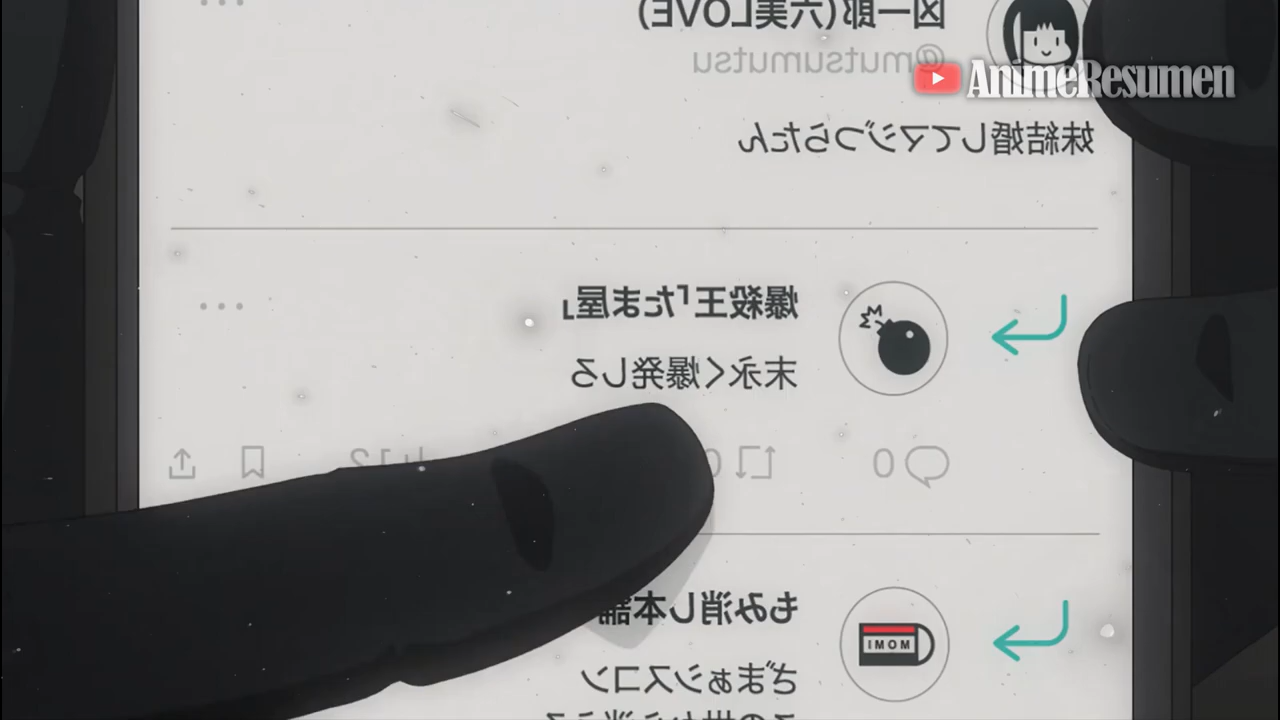 凶一郎(六美LOVE)
@mutsumutsu
AnimeResumen
妹結婚してマジつらたん
爆殺王「たま屋」
末永く爆発しろ
0
12
もみ消し本舗
MOMI
ざまぁシスコン